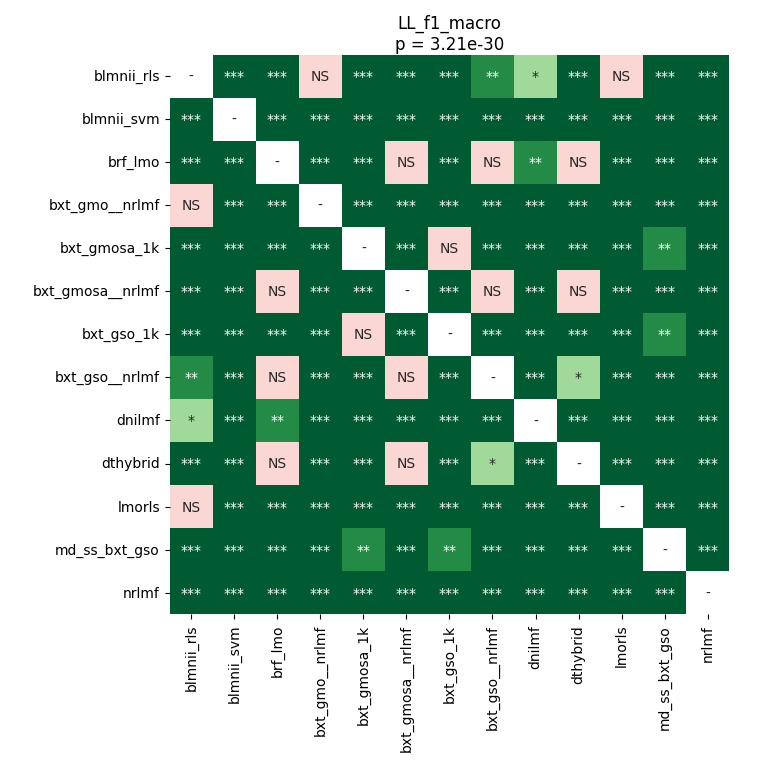 LL_f1_macro
p = 3.21e-30
blmnii_rls - *** *** NS *** *** *** ** * *** NS *** ***
blmnii_svm *** - *** *** *** *** *** *** *** *** *** *** ***
brf_lmo *** *** - *** *** NS *** NS ** NS *** *** ***
bxt_gmo__nrlmf NS *** *** - *** *** *** *** *** *** *** *** ***
bxt_gmosa_1k *** *** *** *** - *** NS *** *** *** *** ** ***
bxt_gmosa__nrlmf *** *** NS *** *** - *** NS *** NS *** *** ***
bxt_gso_1k *** *** *** *** NS *** - *** *** *** *** ** ***
bxt_gso__nrlmf ** *** NS *** *** NS *** - *** * *** *** ***
dnilmf * *** ** *** *** *** *** *** - *** *** *** ***
dthybrid *** *** NS *** *** NS *** * *** - *** *** ***
lmorls NS *** *** *** *** *** *** *** *** *** - *** ***
md_ss_bxt_gso *** *** *** *** ** *** ** *** *** *** *** - ***
nrlmf *** *** *** *** *** *** *** *** *** *** *** *** -
blmnii_rls
blmnii_svm
brf_lmo
bxt_gmo__nrlmf
bxt_gmosa_1k
bxt_gmosa__nrlmf
bxt_gso_1k
bxt_gso__nrlmf
dnilmf
dthybrid
lmorls
md_ss_bxt_gso
nrlmf